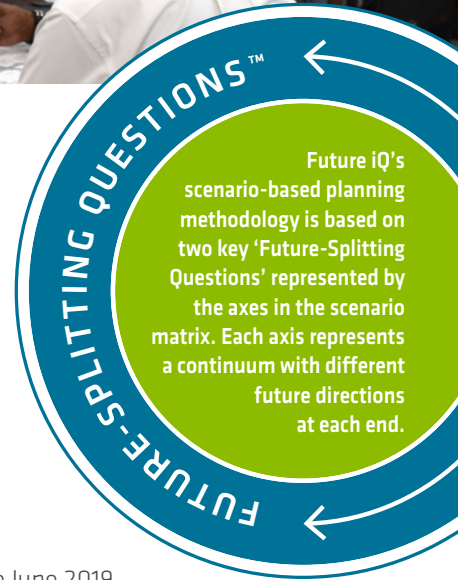 FUTURE-SPLITTING QUESTIONS™
Future iQ's
scenario-based planning
methodology is based on
two key 'Future-Splitting
Questions' represented by
the axes in the scenario
matrix. Each axis represents
a continuum with different
future directions
at each end.
June 2019